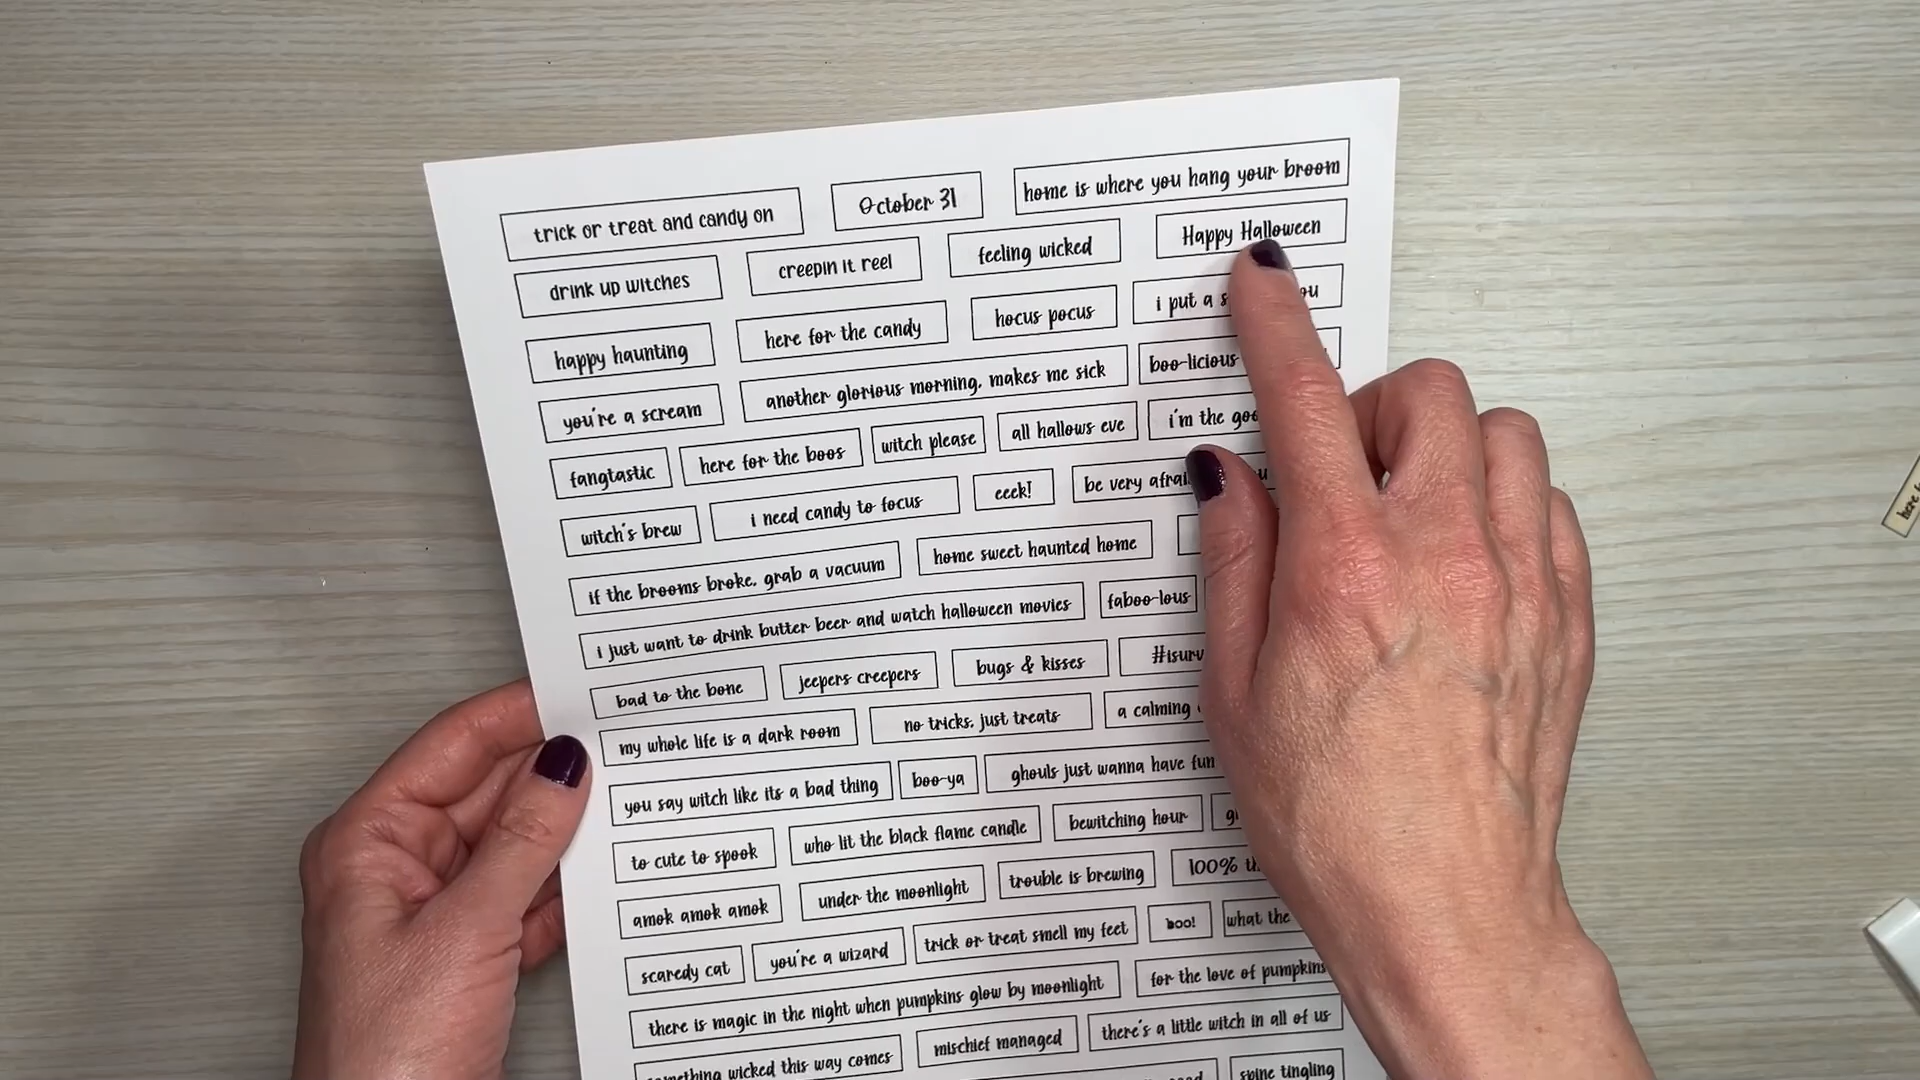 trick or treat and candy on October 31 home is where you hang your broom
drink up witches creepin it reel feeling wicked Happy Halloween
happy haunting here for the candy hocus pocus i put a
you're a scream another glorious morning. makes me sick boo-licious
fangtastic here for the boos witch please all hallows eve i'm the
witch's brew i need candy to focus eeek! be very
if the brooms broke. grab a vacuum home sweet haunted home
i just want to drink butter beer and watch halloween movies faboo-lous
bad to the bone jeepers creepers bugs & kisses
my whole life is a dark room no tricks. just treats a calming
you say witch like its a bad thing boo-ya ghouls just wanna have fun
to cute to spook who lit the black flame candle bewitching hour
amok amok amok under the moonlight trouble is brewing 100%
scaredy cat you're a wizard trick or treat smell my feet boo! what the
there is magic in the night when pumpkins glow by moonlight for the love of pumpkins
wicked this way comes mischief managed there's a little witch in all of us
spine tingling
here